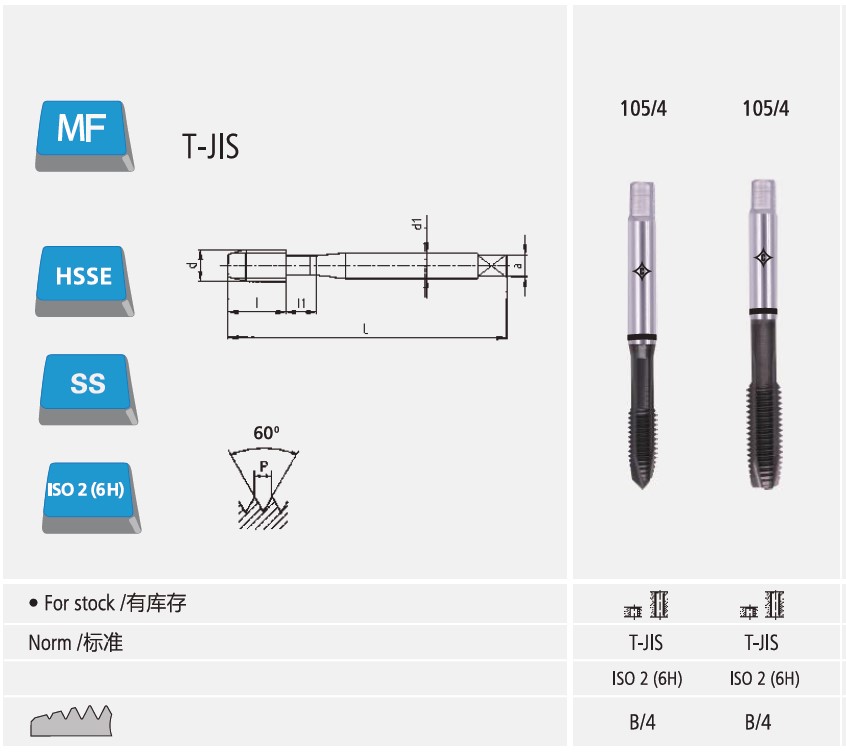 105/4 105/4
MF
T-JIS
d1
HSSE
d
a
l
l1
L
SS
60°
P
ISO 2 (6H)
• For stock /有库存
Norm /标准
T-JIS T-JIS
ISO 2 (6H) ISO 2 (6H)
B/4 B/4